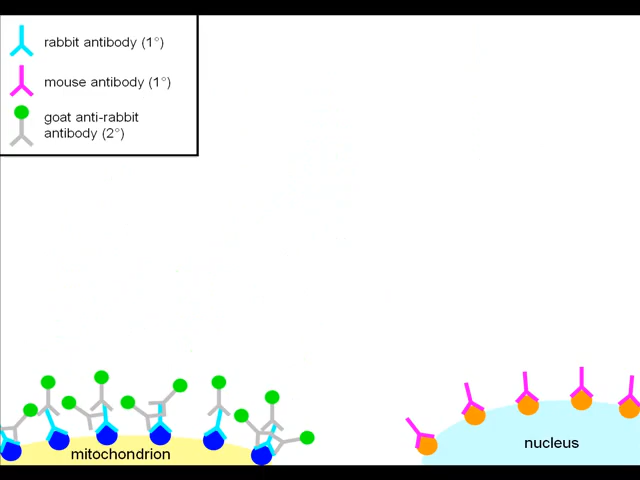 rabbit antibody (1°)
mouse antibody (1°)
goat anti-rabbit
antibody (2°)
mitochondrion
nucleus